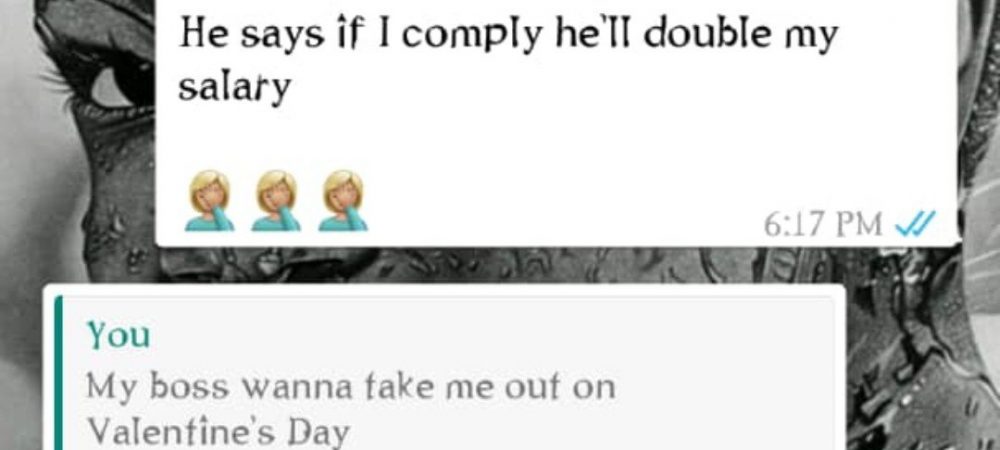 He says if I comply he'll double my
salary
🤦🏼‍♀️🤦🏼‍♀️🤦🏼‍♀️
6:17 PM
You
My boss wanna take me out on
Valentine's Day